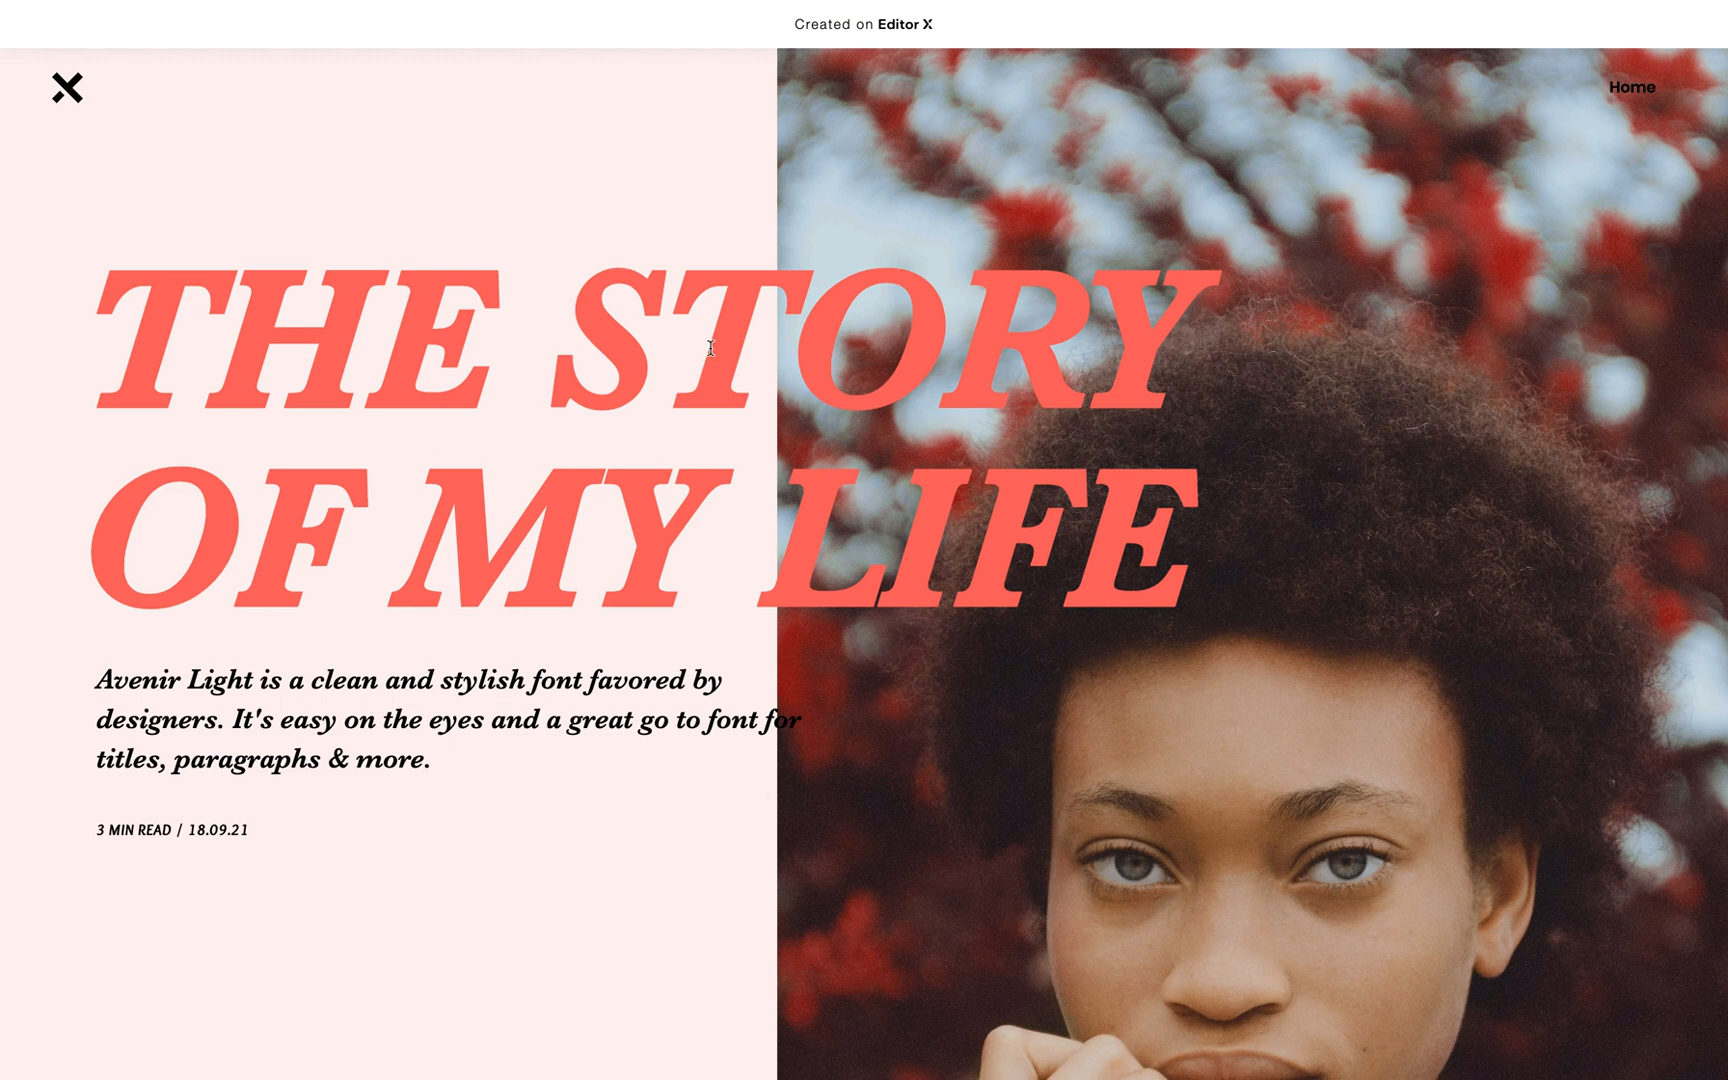 Created on Editor X
Home
THE STORY
OF MY LIFE
Avenir Light is a clean and stylish font favored by
designers. It's easy on the eyes and a great go to font for
titles, paragraphs & more.
3 MIN READ / 18.09.21